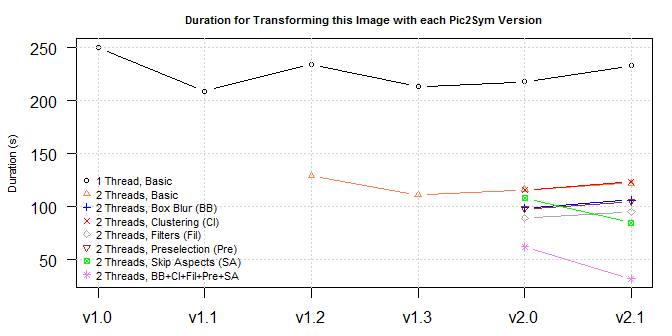 Duration for Transforming this Image with each Pic2Sym Version
Duration (s)
250
200
150
100
50
1 Thread, Basic
2 Threads, Basic
2 Threads, Box Blur (BB)
2 Threads, Clustering (Cl)
2 Threads, Filters (Fil)
2 Threads, Preselection (Pre)
2 Threads, Skip Aspects (SA)
2 Threads, BB+Cl+Fil+Pre+SA
v1.0 v1.1 v1.2 v1.3 v2.0 v2.1